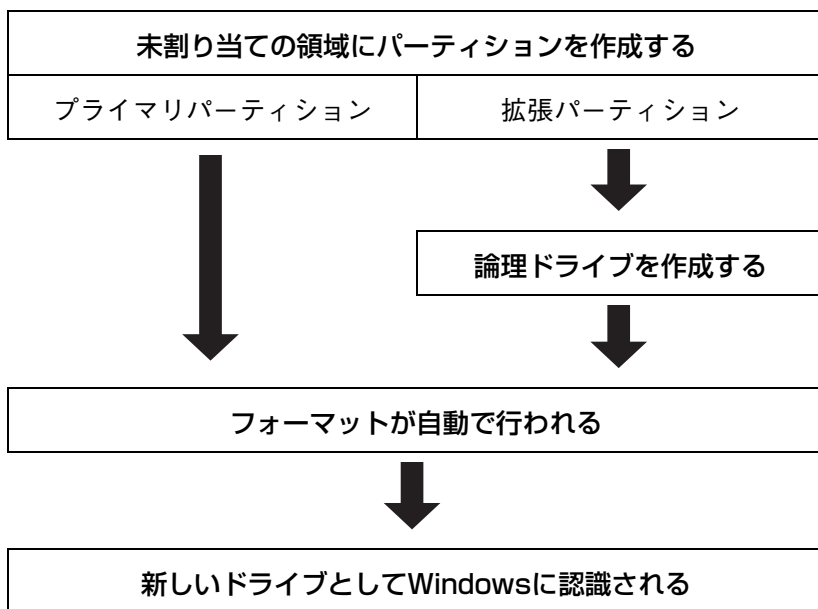 未割り当ての領域にパーティションを作成する
プライマリパーティション
拡張パーティション
論理ドライブを作成する
フォーマットが自動で行われる
新しいドライブとしてWindowsに認識される